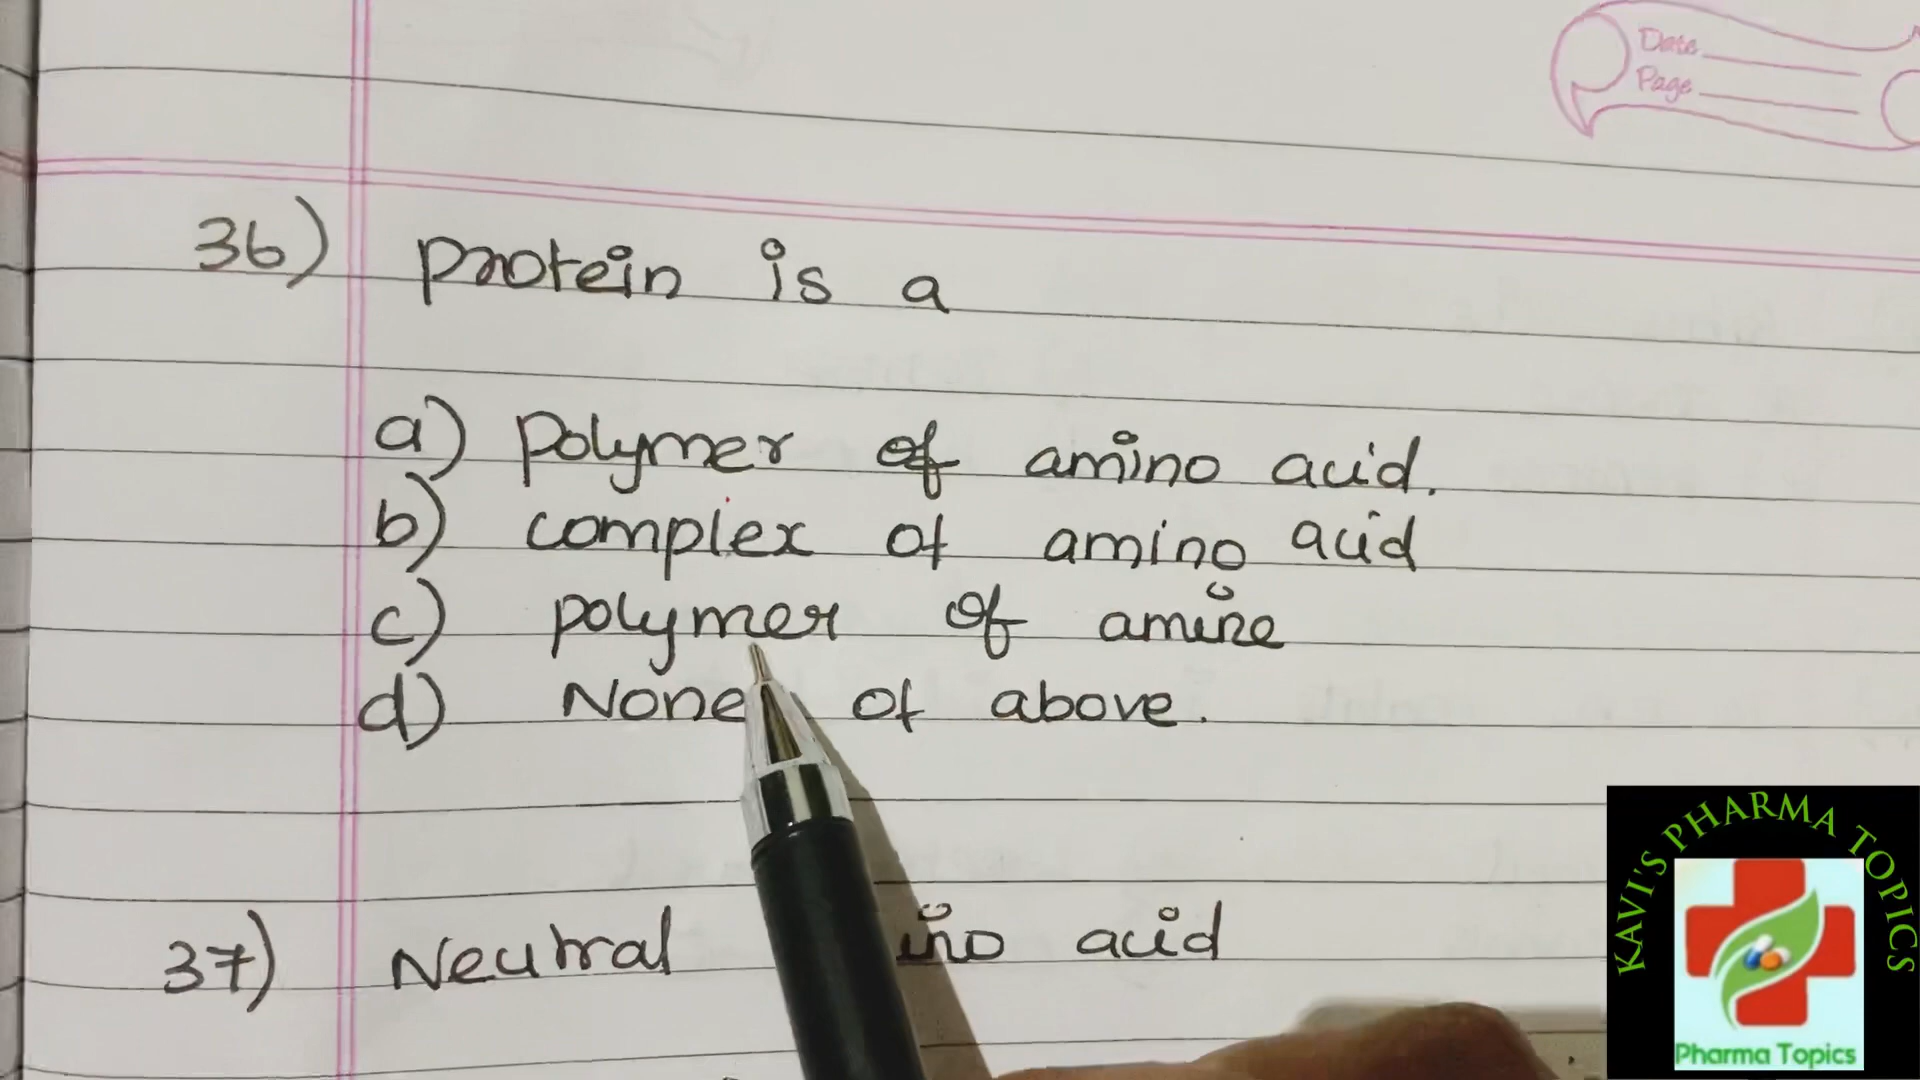 Date
Page
36) Protein is a
a) Polymer of amino acid.
b) complex of amino acid
c) polymer of amine
d) None of above.
37) Neutral ino acid
KAVI'S PHARMA TOPICS
Pharma Topics